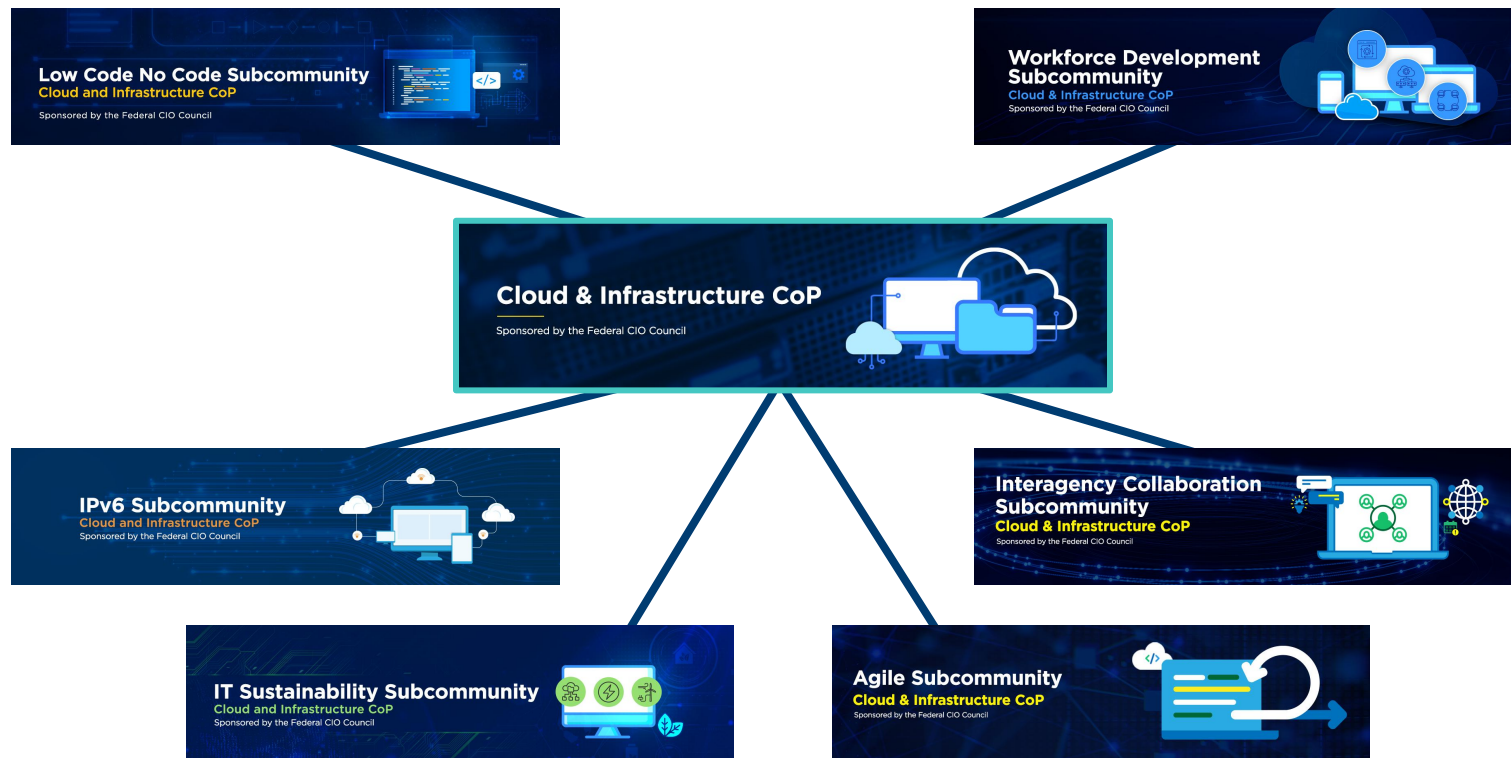 Low Code No Code Subcommunity
Cloud and Infrastructure CoP
Sponsored by the Federal CIO Council
</>
Workforce Development
Subcommunity
Cloud & Infrastructure CoP
Sponsored by the Federal CIO Council
Cloud & Infrastructure CoP
Sponsored by the Federal CIO Council
IPv6 Subcommunity
Cloud and Infrastructure CoP
Sponsored by the Federal CIO Council
Interagency Collaboration
Subcommunity
Cloud & Infrastructure CoP
Sponsored by the Federal CIO Council
IT Sustainability Subcommunity
Cloud and Infrastructure CoP
Sponsored by the Federal CIO Council
Agile Subcommunity
Cloud & Infrastructure CoP
Sponsored by the Federal CIO Council
</>